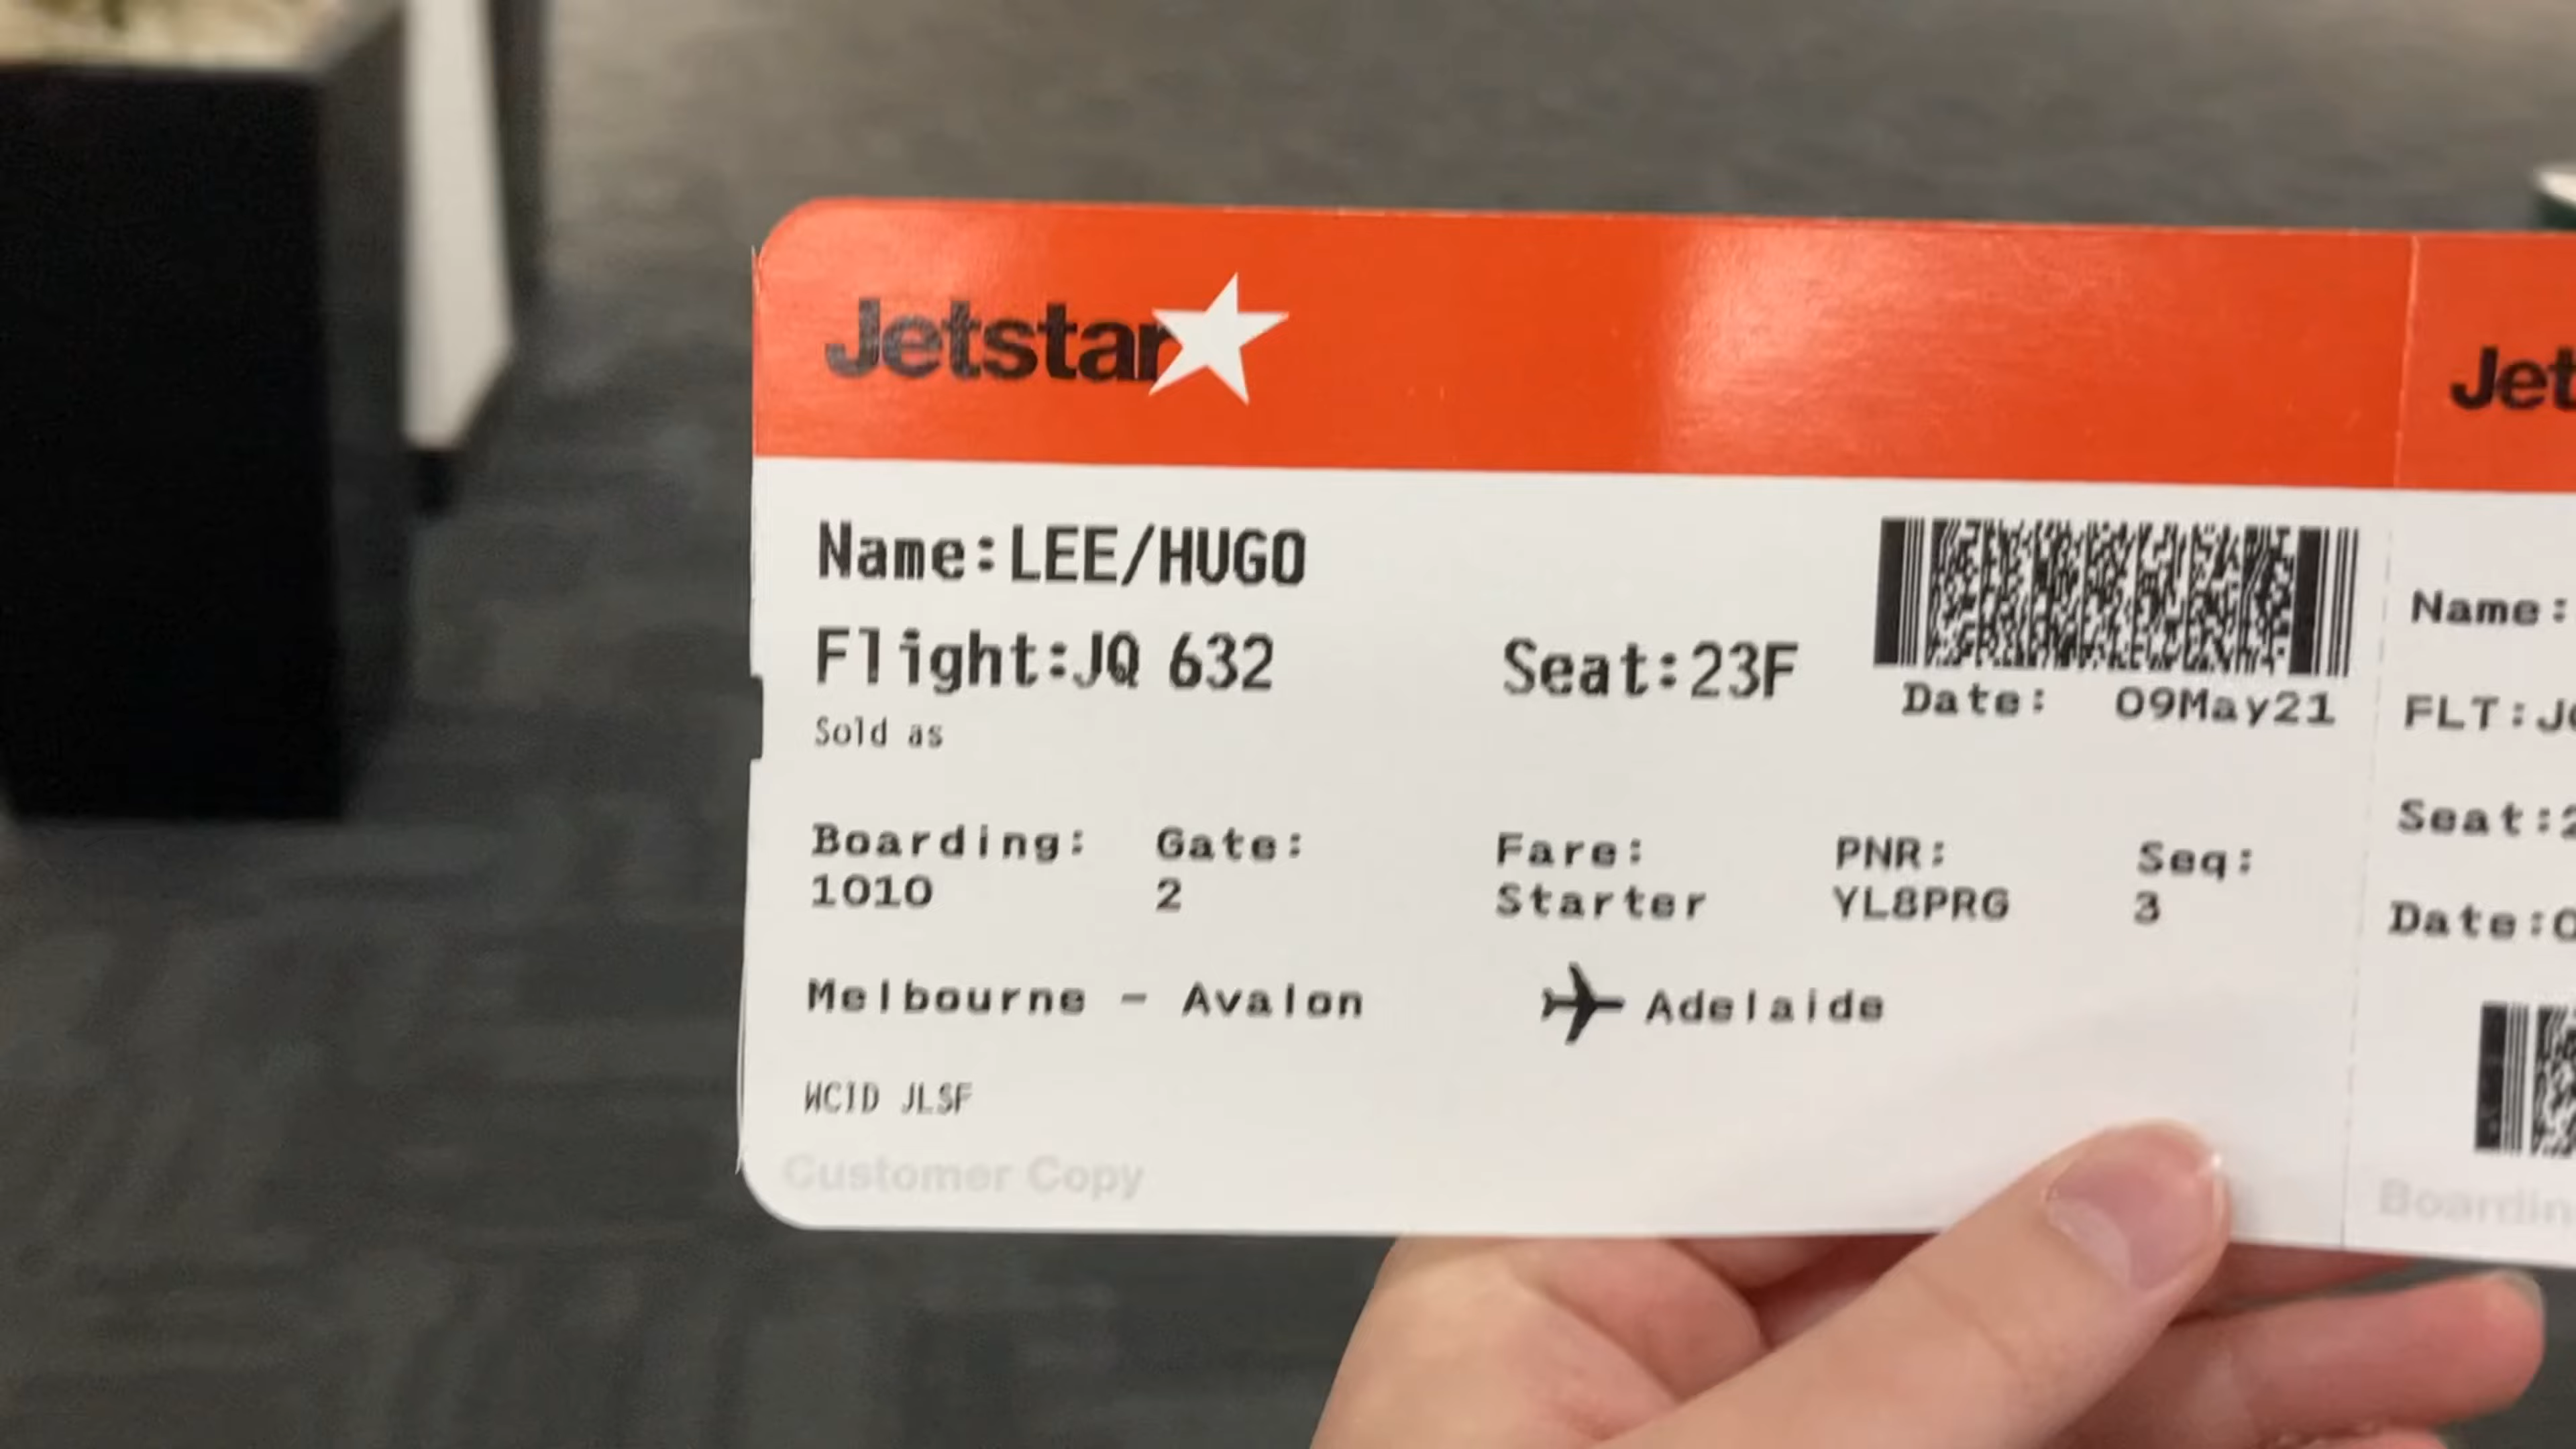 Jetstar
Name:LEE/HUGO
Flight:JQ 632 Seat:23F
Sold as
Date: 09May21
Boarding: Gate: Fare: PNR: Seq:
1010 2 Starter YL8PRG 3
Melbourne - Avalon Adelaide
WCID JLSF
Customer Copy
Jet
Name:
FLT:J
Seat:2
Date:0
Boardin